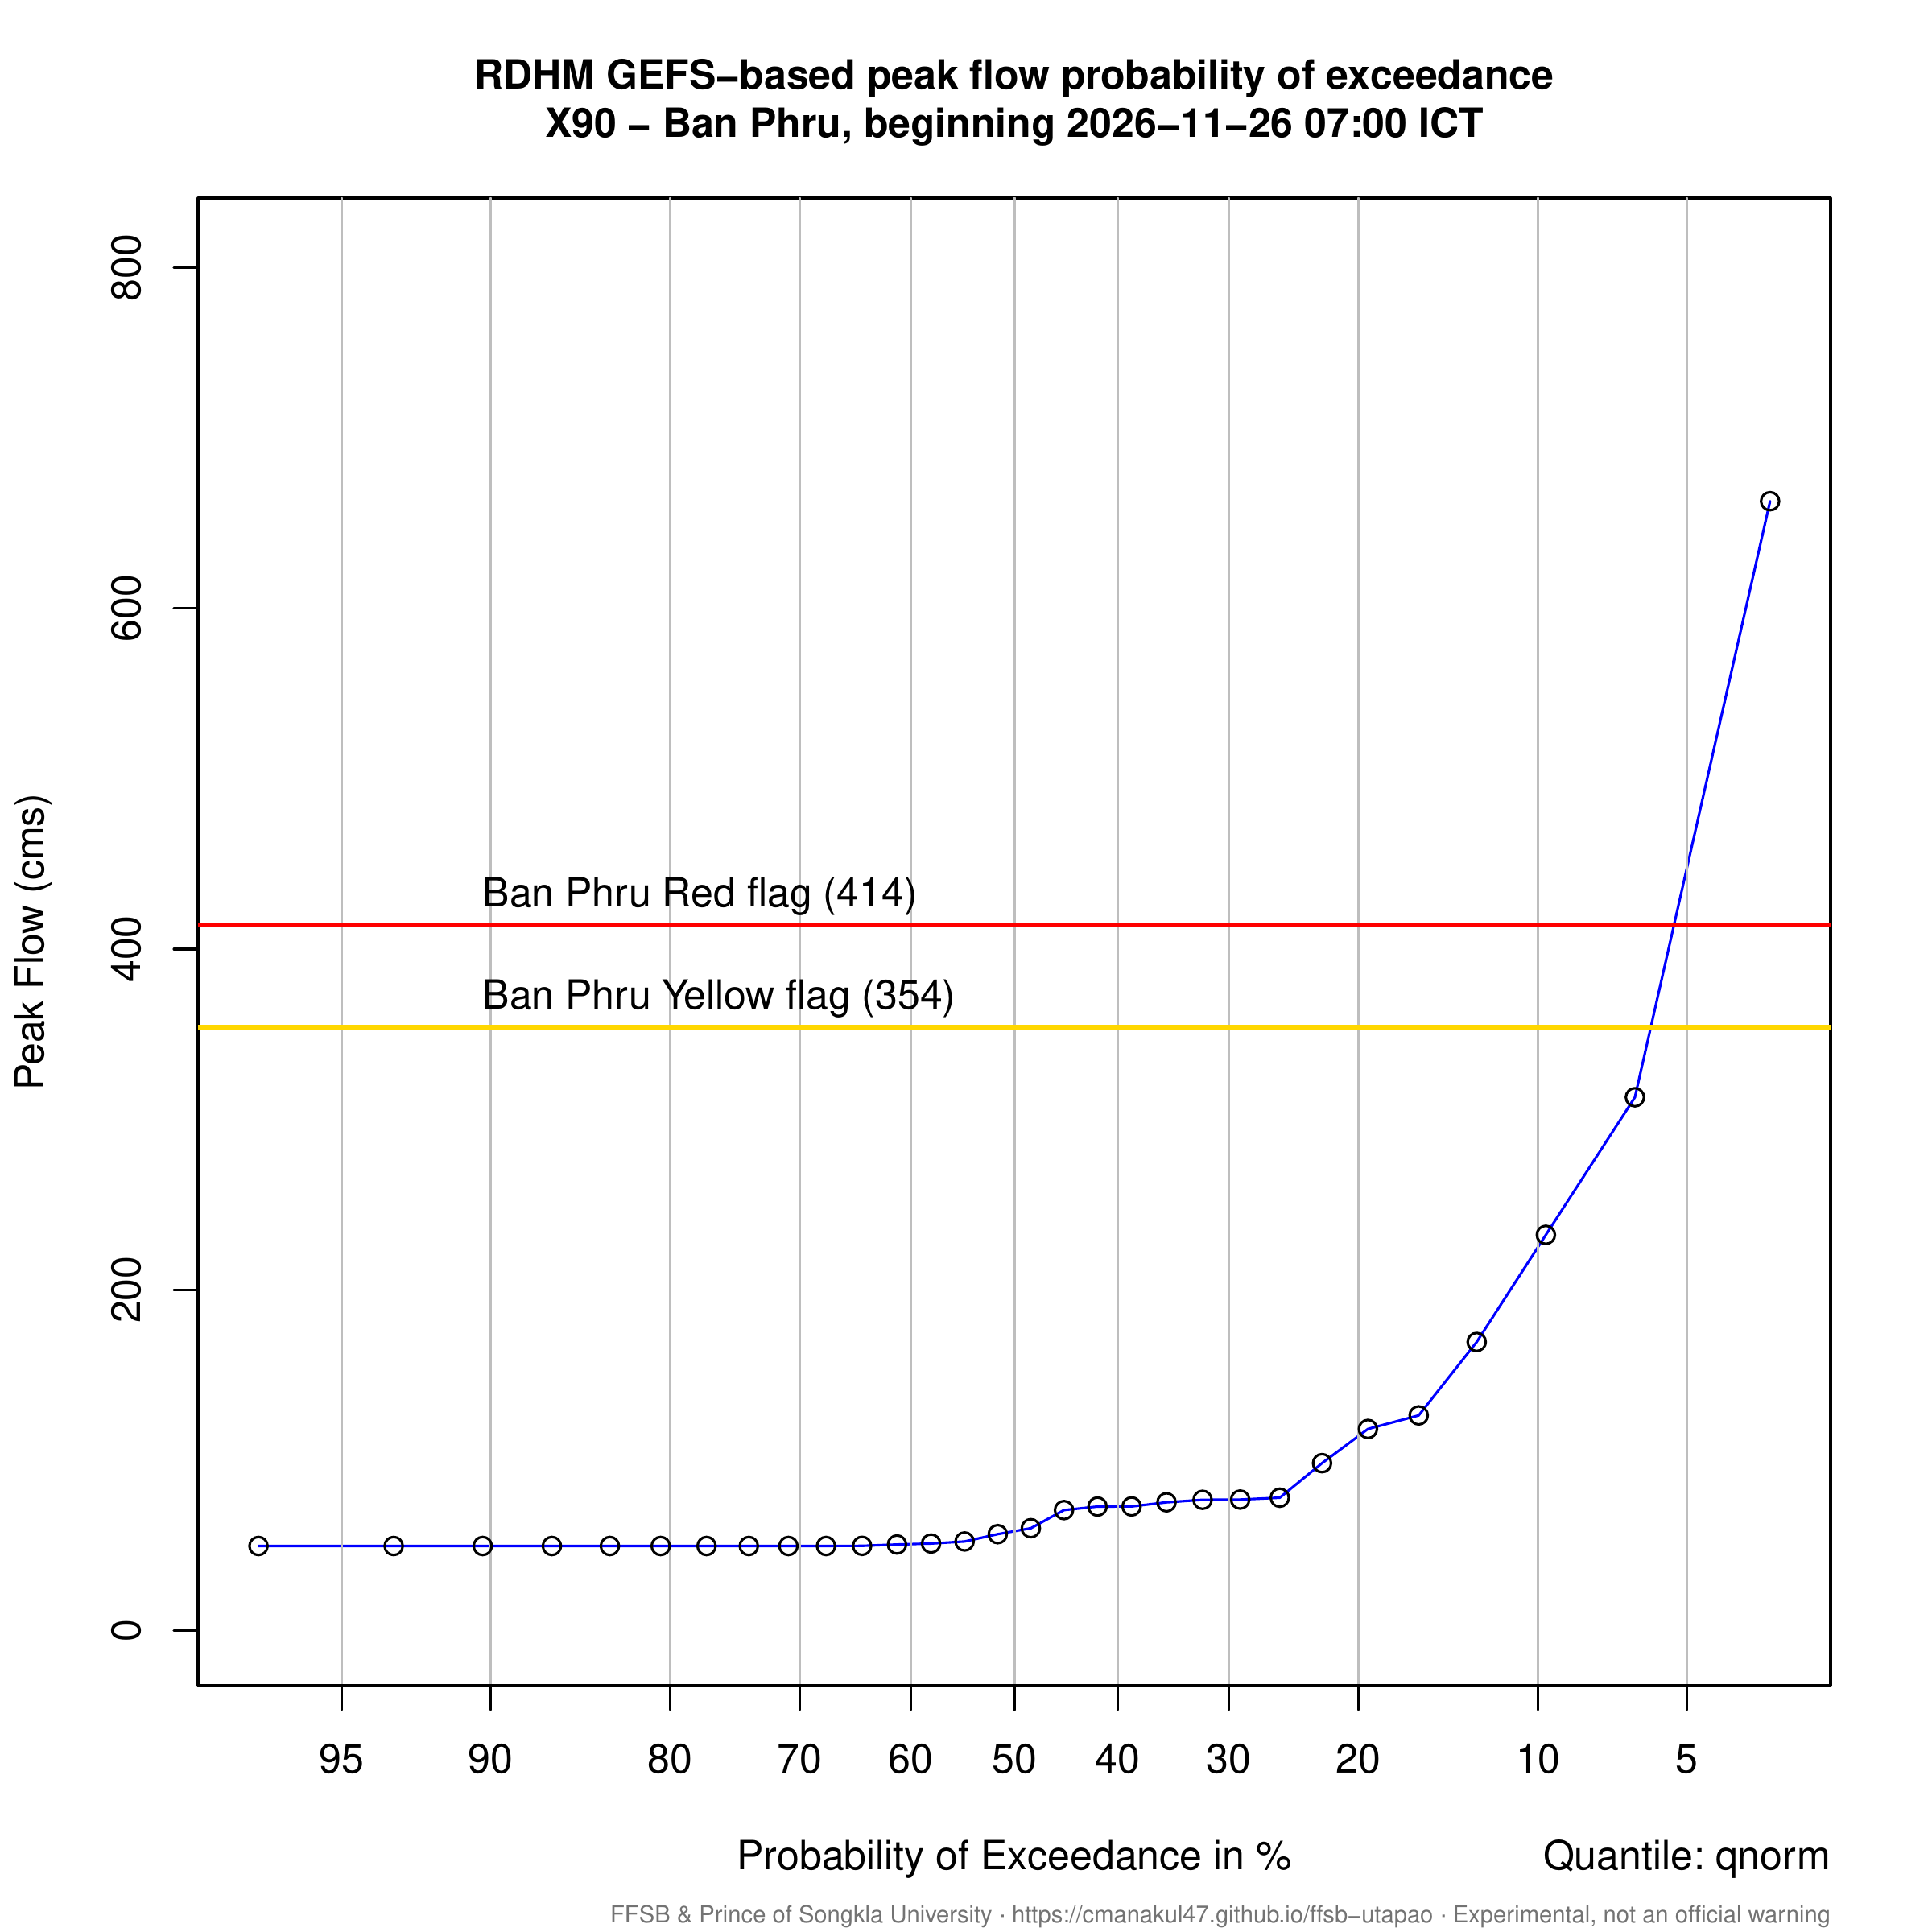 RDHM GEFS−based peak flow probability of exceedance
X90 − Ban Phru, beginning 2026−11−26 07:00 ICT
Peak Flow (cms)
800
600
400
200
0
Ban Phru Red flag (414)
Ban Phru Yellow flag (354)
95 90 80 70 60 50 40 30 20 10 5
Probability of Exceedance in %
Quantile: qnorm
FFSB & Prince of Songkla University · https://cmanakul47.github.io/ffsb−utapao · Experimental, not an official warning